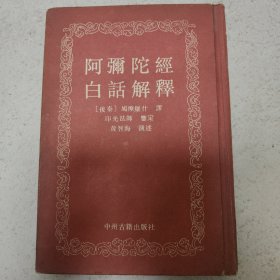 阿彌陀經
白話解釋
〔後秦〕鳩摩羅什 譯
印光法師 鑒定
黄智海 演述
中州古籍出版社